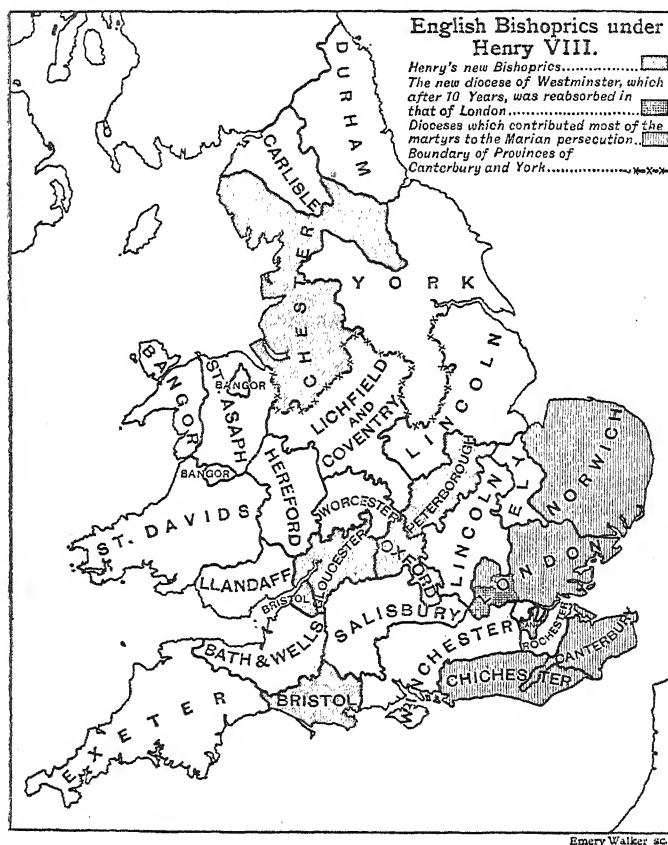 English Bishoprics under
Henry VIII.
Henry's new Bishoprics
The new diocese of Westminster, which
after 10 Years, was reabsorbed in
that of London
Dioceses which contributed most of the
martyrs to the Marian persecution
Boundary of Provinces of
Canterbury and York
DURHAM
CARLISLE
CHESTER
YORK
BANGOR
ST. ASAPH
BANGOR
LICHFIELD
AND
COVENTRY
LINCOLN
LINCOLN
NORWICH
ELY
BANGOR
HEREFORD
WORCESTER
PETERBOROUGH
LINCOLN
ST. DAVIDS
LLANDAFF
GLOUCESTER
BRISTOL
OXFORD
LONDON
ROCHESTER
CANTERBURY
BATH & WELLS
SALISBURY
WINCHESTER
CHICHESTER
BRISTOL
EXETER
Emery Walker sc.